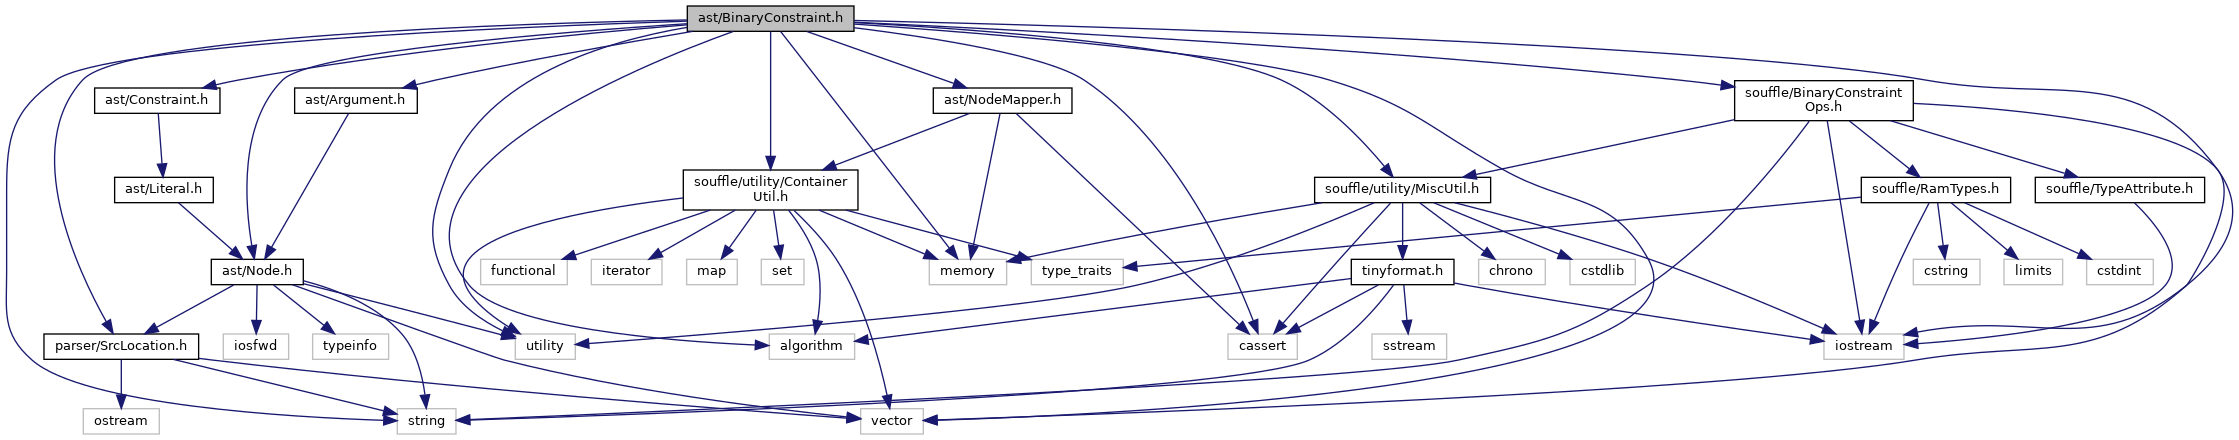 ast/BinaryConstraint.h
souffle/BinaryConstraint
Ops.h
ast/Constraint.h
ast/Argument.h
ast/NodeMapper.h
souffle/utility/Container
Util.h
ast/Literal.h
souffle/utility/MiscUtil.h
souffle/RamTypes.h
souffle/TypeAttribute.h
ast/Node.h
functional
iterator
map
set
memory
type_traits
tinyformat.h
chrono
cstdlib
cstring
limits
cstdint
parser/SrcLocation.h
iosfwd
typeinfo
utility
algorithm
cassert
sstream
iostream
ostream
string
vector